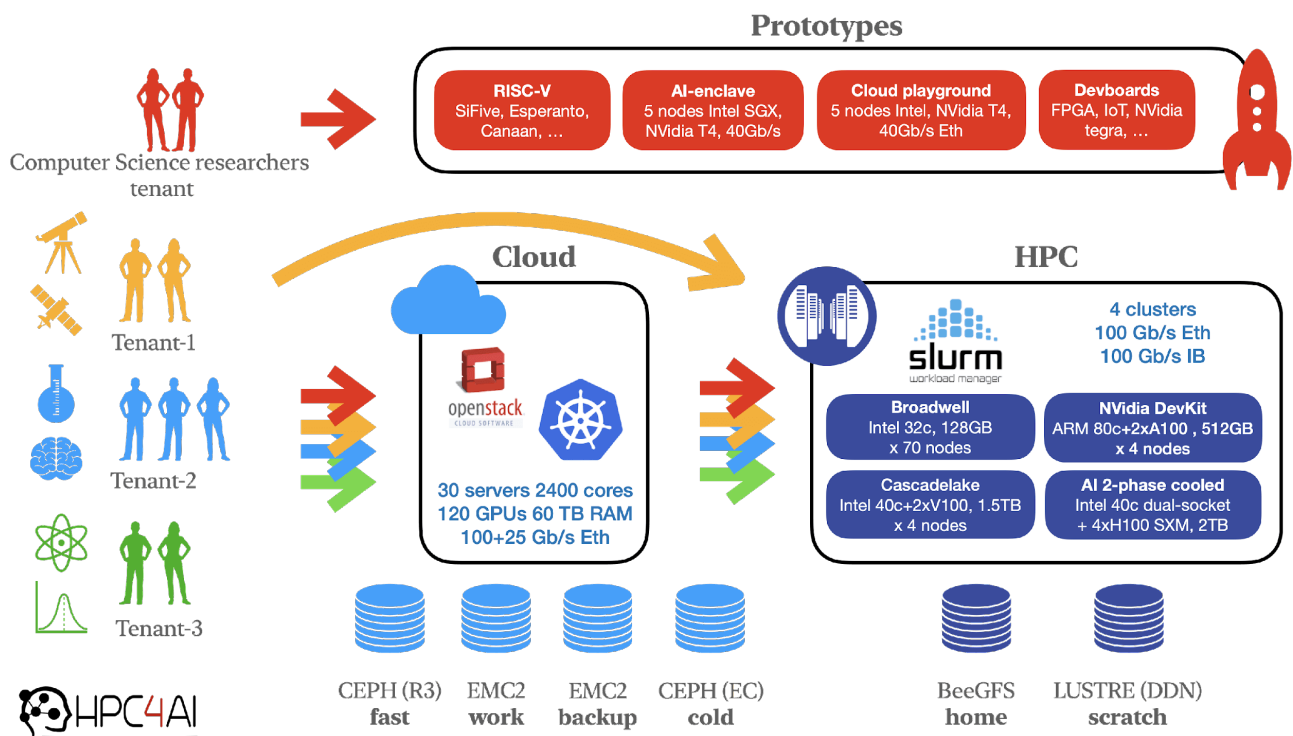 Prototypes
RISC-V
SiFive, Esperanto,
Canaan, ...
AI-enclave
5 nodes Intel SGX,
NVidia T4, 40Gb/s
Cloud playground
5 nodes Intel, NVidia T4,
40Gb/s Eth
Devboards
FPGA, IoT, NVidia
tegra, ...
Computer Science researchers
tenant
Tenant-1
Tenant-2
Tenant-3
Cloud
openstack
CLOUD SOFTWARE
30 servers 2400 cores
120 GPUs 60 TB RAM
100+25 Gb/s Eth
HPC
slurm
workload manager
4 clusters
100 Gb/s Eth
100 Gb/s IB
Broadwell
Intel 32c, 128GB
x 70 nodes
NVidia DevKit
ARM 80c+2xA100 , 512GB
x 4 nodes
Cascadelake
Intel 40c+2xV100, 1.5TB
x 4 nodes
AI 2-phase cooled
Intel 40c dual-socket
+ 4xH100 SXM, 2TB
CEPH (R3)
fast
EMC2
work
EMC2
backup
CEPH (EC)
cold
BeeGFS
home
LUSTRE (DDN)
scratch
HPC4AI